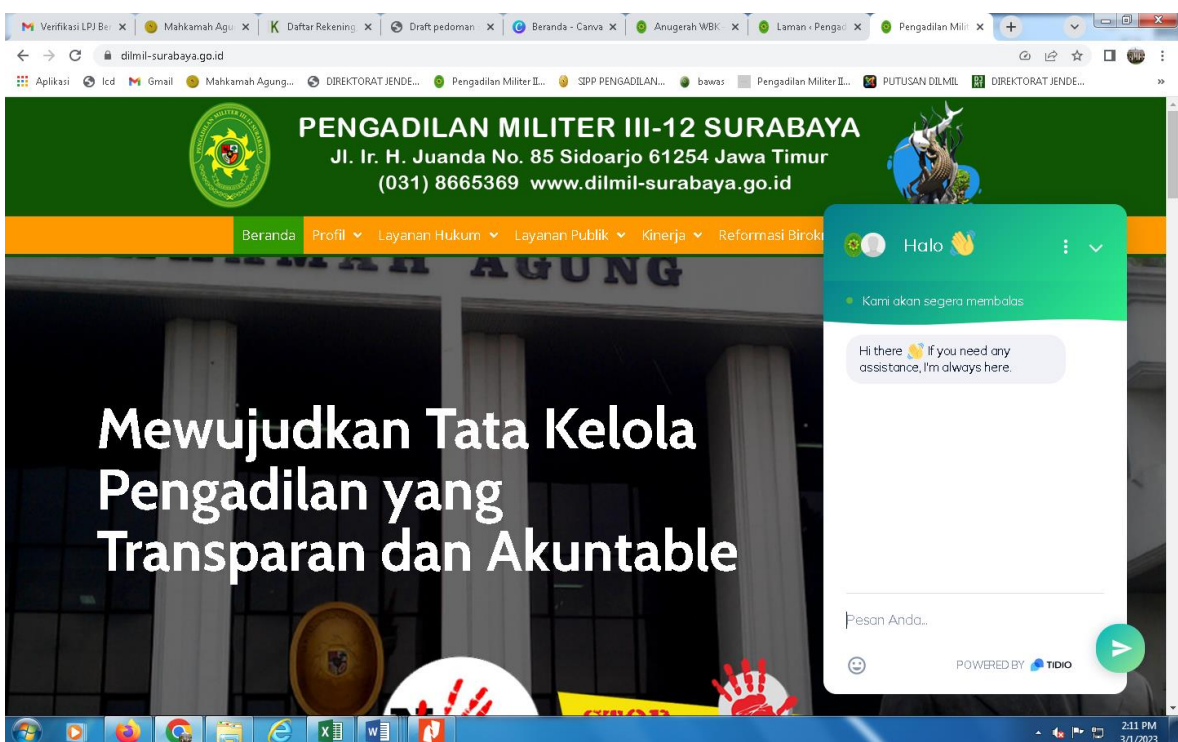 Verifikasi LPJ Ber
Mahkamah Agu
Daftar Rekening
Draft pedoman
Beranda - Canva
Anugerah WBK -
Laman ‹ Pengad
Pengadilan Milit
dilmil-surabaya.go.id
Aplikasi
lcd
Gmail
Mahkamah Agung...
DIREKTORAT JENDE...
Pengadilan Militer II...
SIPP PENGADILAN...
bawas
Pengadilan Militer II...
PUTUSAN DILMIL
DIREKTORAT JENDE...
»
PENGADILAN MILITER III-12 SURABAYA
Jl. Ir. H. Juanda No. 85 Sidoarjo 61254 Jawa Timur
(031) 8665369 www.dilmil-surabaya.go.id
Beranda
Profil
Layanan Hukum
Layanan Publik
Kinerja
Reformasi Birokr
AGUNG
Mewujudkan Tata Kelola
Pengadilan yang
Transparan dan Akuntable
Halo 👋
Kami akan segera membalas
Hi there 👋 If you need any
assistance, I'm always here.
Pesan Anda...
POWERED BY TIDIO
2:11 PM
3/1/2023